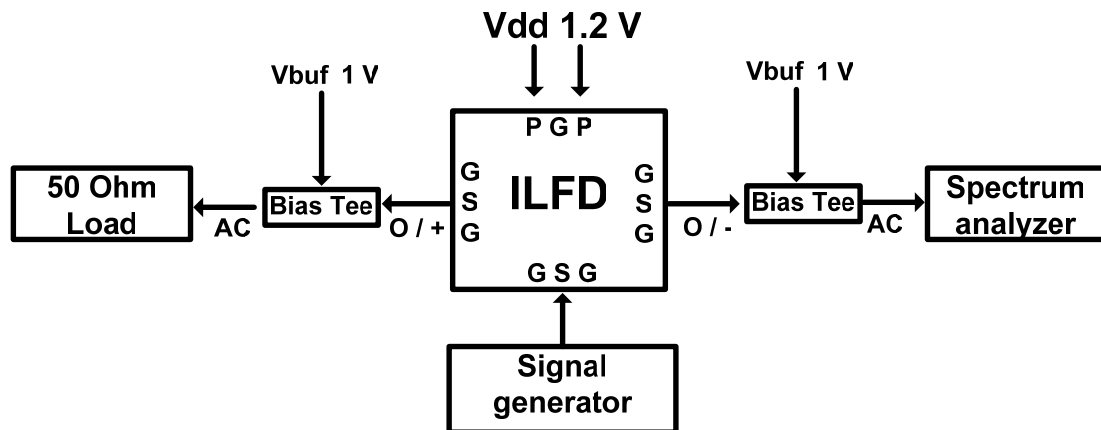 Vdd 1.2 V
Vbuf 1 V
Vbuf 1 V
P G P
50 Ohm
Load
AC
Bias Tee
O / +
G
S
G
ILFD
G
S
G
O / -
Bias Tee
AC
Spectrum
analyzer
G S G
Signal
generator